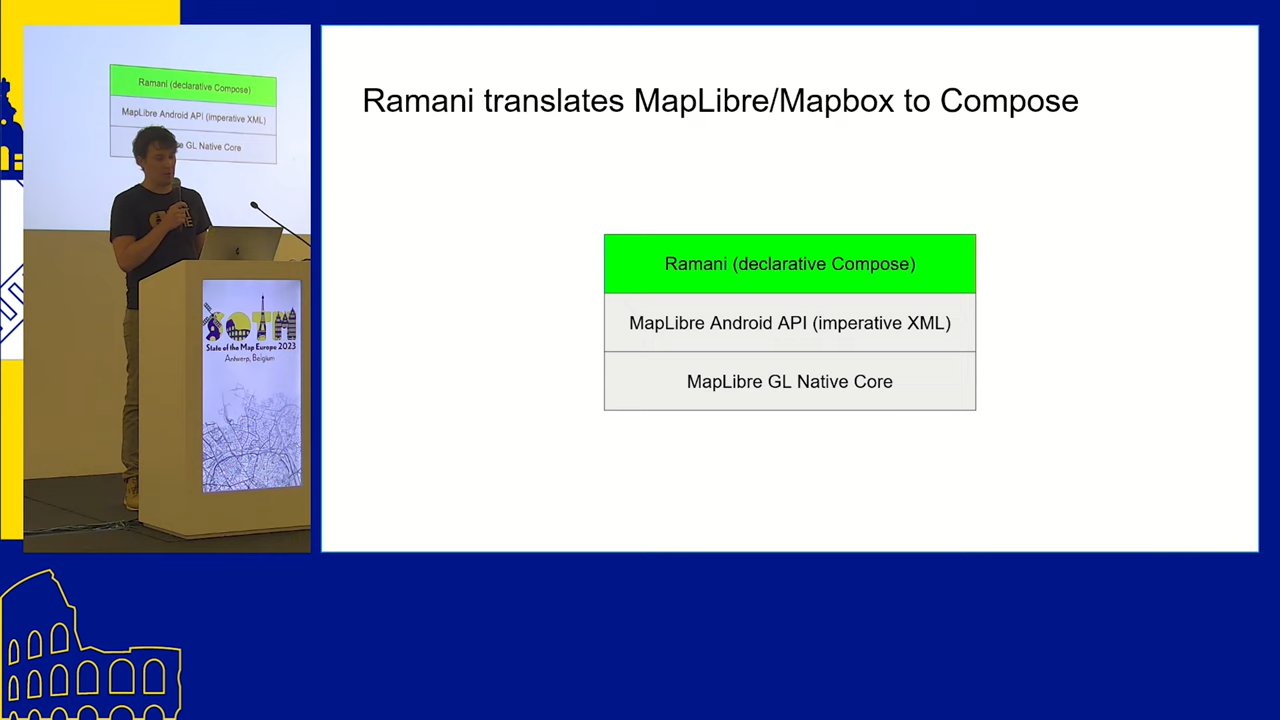 Ramani (declarative Compose)
MapLibre Android API (imperative XML)
GL Native Core
SOTM
State of the Map Europe 2023
Antwerp, Belgium
Ramani translates MapLibre/Mapbox to Compose
Ramani (declarative Compose)
MapLibre Android API (imperative XML)
MapLibre GL Native Core